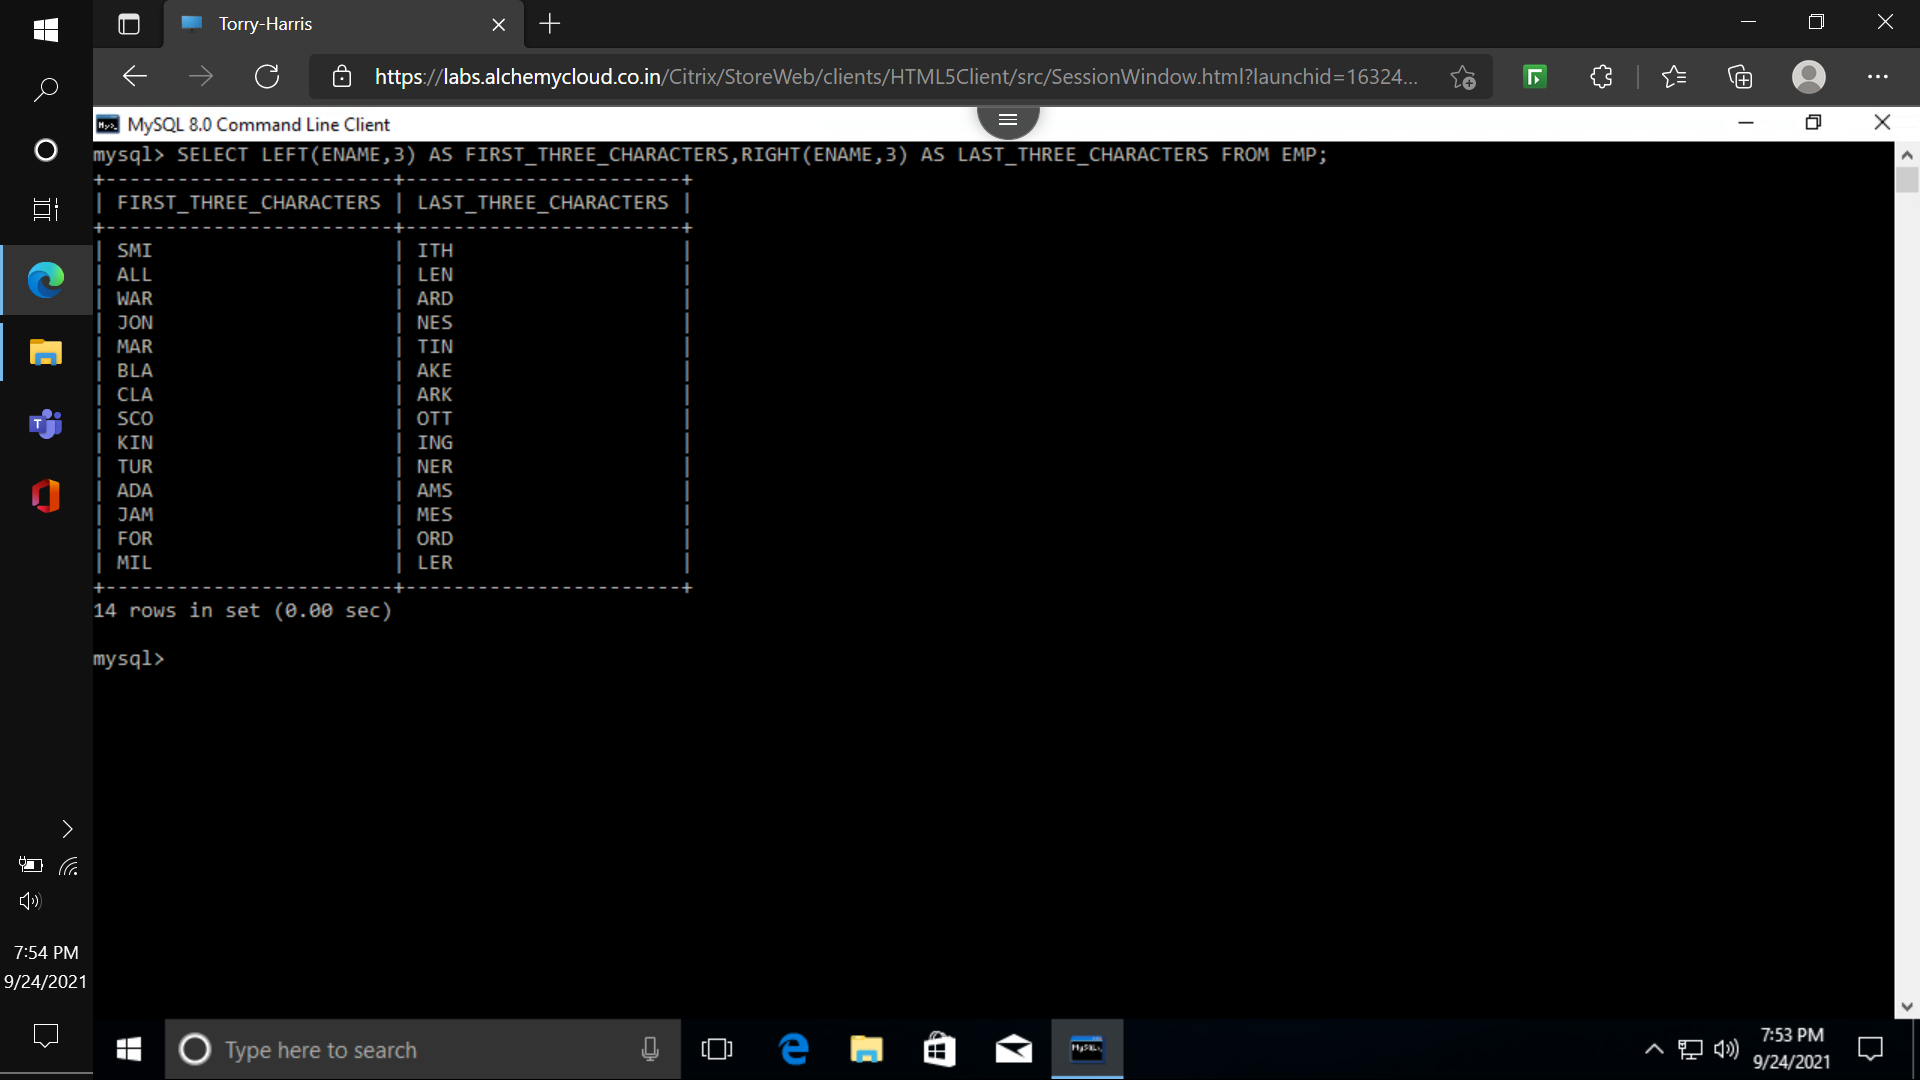 Torry-Harris
https://labs.alchemycloud.co.in/Citrix/StoreWeb/clients/HTML5Client/src/SessionWindow.html?launchid=16324...
MySQL 8.0 Command Line Client
mysql> SELECT LEFT(ENAME,3) AS FIRST_THREE_CHARACTERS,RIGHT(ENAME,3) AS LAST_THREE_CHARACTERS FROM EMP;
+------------------------+-----------------------+
| FIRST_THREE_CHARACTERS | LAST_THREE_CHARACTERS |
+------------------------+-----------------------+
| SMI                    | ITH                   |
| ALL                    | LEN                   |
| WAR                    | ARD                   |
| JON                    | NES                   |
| MAR                    | TIN                   |
| BLA                    | AKE                   |
| CLA                    | ARK                   |
| SCO                    | OTT                   |
| KIN                    | ING                   |
| TUR                    | NER                   |
| ADA                    | AMS                   |
| JAM                    | MES                   |
| FOR                    | ORD                   |
| MIL                    | LER                   |
+------------------------+-----------------------+
14 rows in set (0.00 sec)
mysql>
7:54 PM
9/24/2021
Type here to search
7:53 PM
9/24/2021